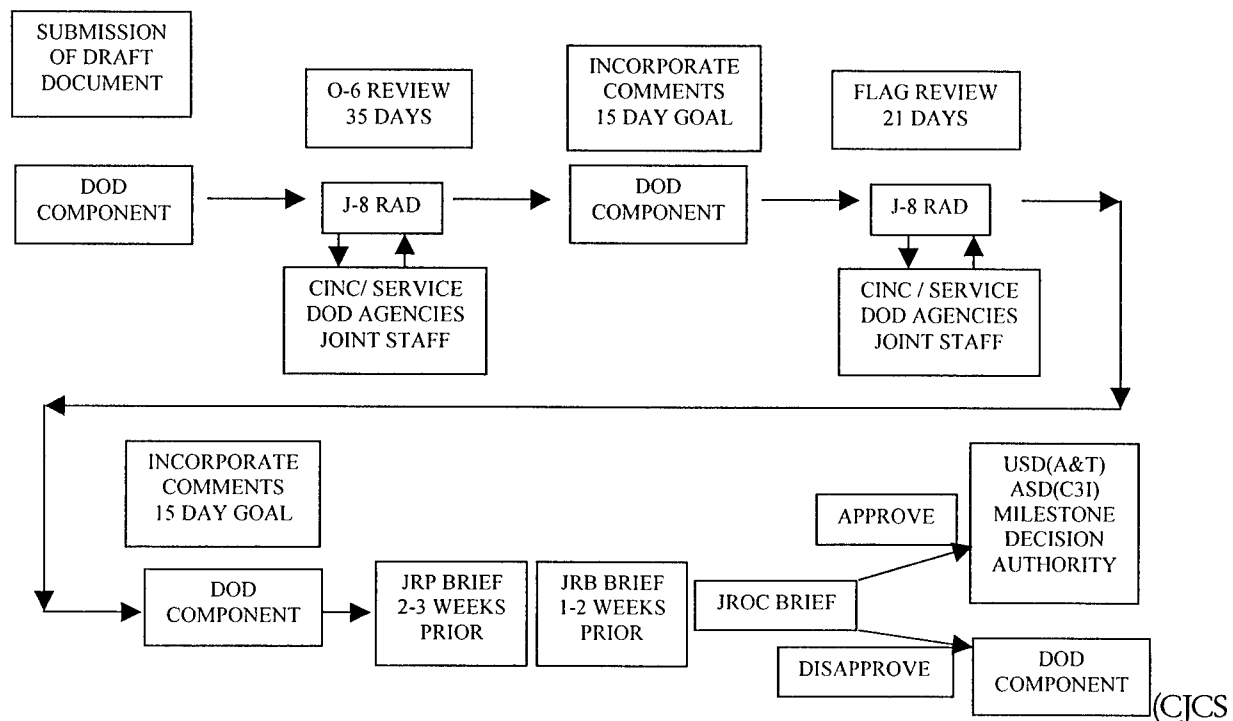 SUBMISSION
OF DRAFT
DOCUMENT
O-6 REVIEW
35 DAYS
INCORPORATE
COMMENTS
15 DAY GOAL
FLAG REVIEW
21 DAYS
DOD
COMPONENT
J-8 RAD
DOD
COMPONENT
J-8 RAD
CINC/ SERVICE
DOD AGENCIES
JOINT STAFF
CINC / SERVICE
DOD AGENCIES
JOINT STAFF
INCORPORATE
COMMENTS
15 DAY GOAL
DOD
COMPONENT
JRP BRIEF
2-3 WEEKS
PRIOR
JRB BRIEF
1-2 WEEKS
PRIOR
JROC BRIEF
APPROVE
USD(A&T)
ASD(C3I)
MILESTONE
DECISION
AUTHORITY
DISAPPROVE
DOD
COMPONENT
(CJCS